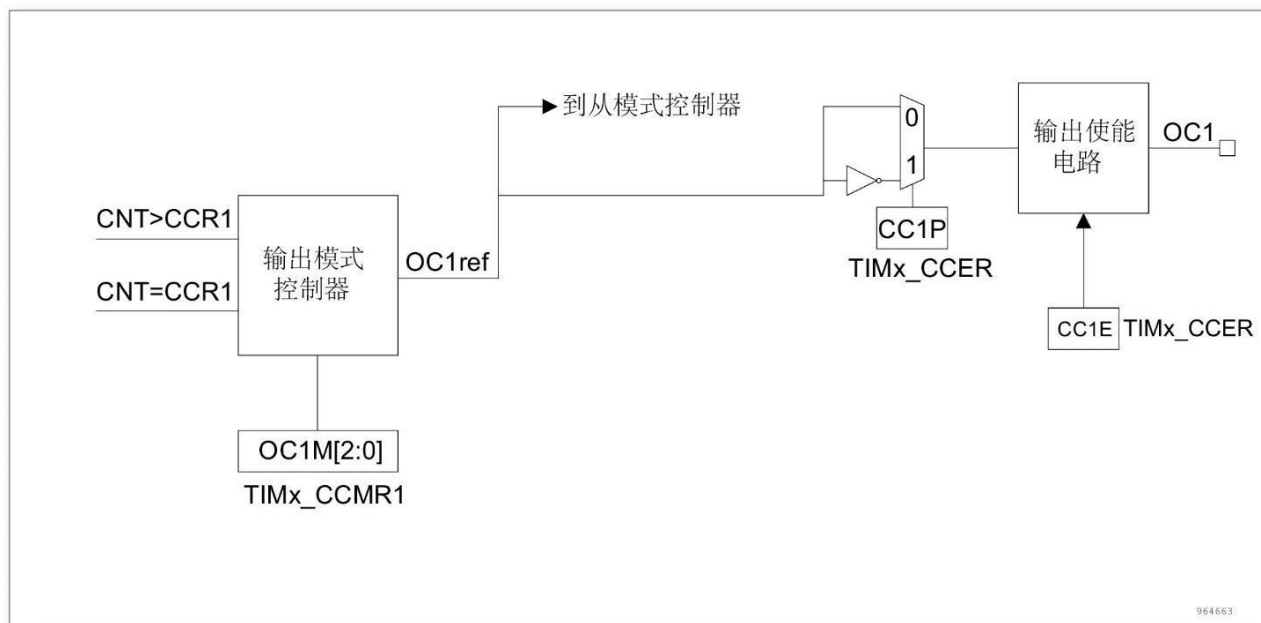 到从模式控制器
0
1
输出使能
电路
OC1
CNT>CCR1
CNT=CCR1
输出模式
控制器
OC1ref
CC1P
TIMx_CCER
CC1E
TIMx_CCER
OC1M[2:0]
TIMx_CCMR1
964663